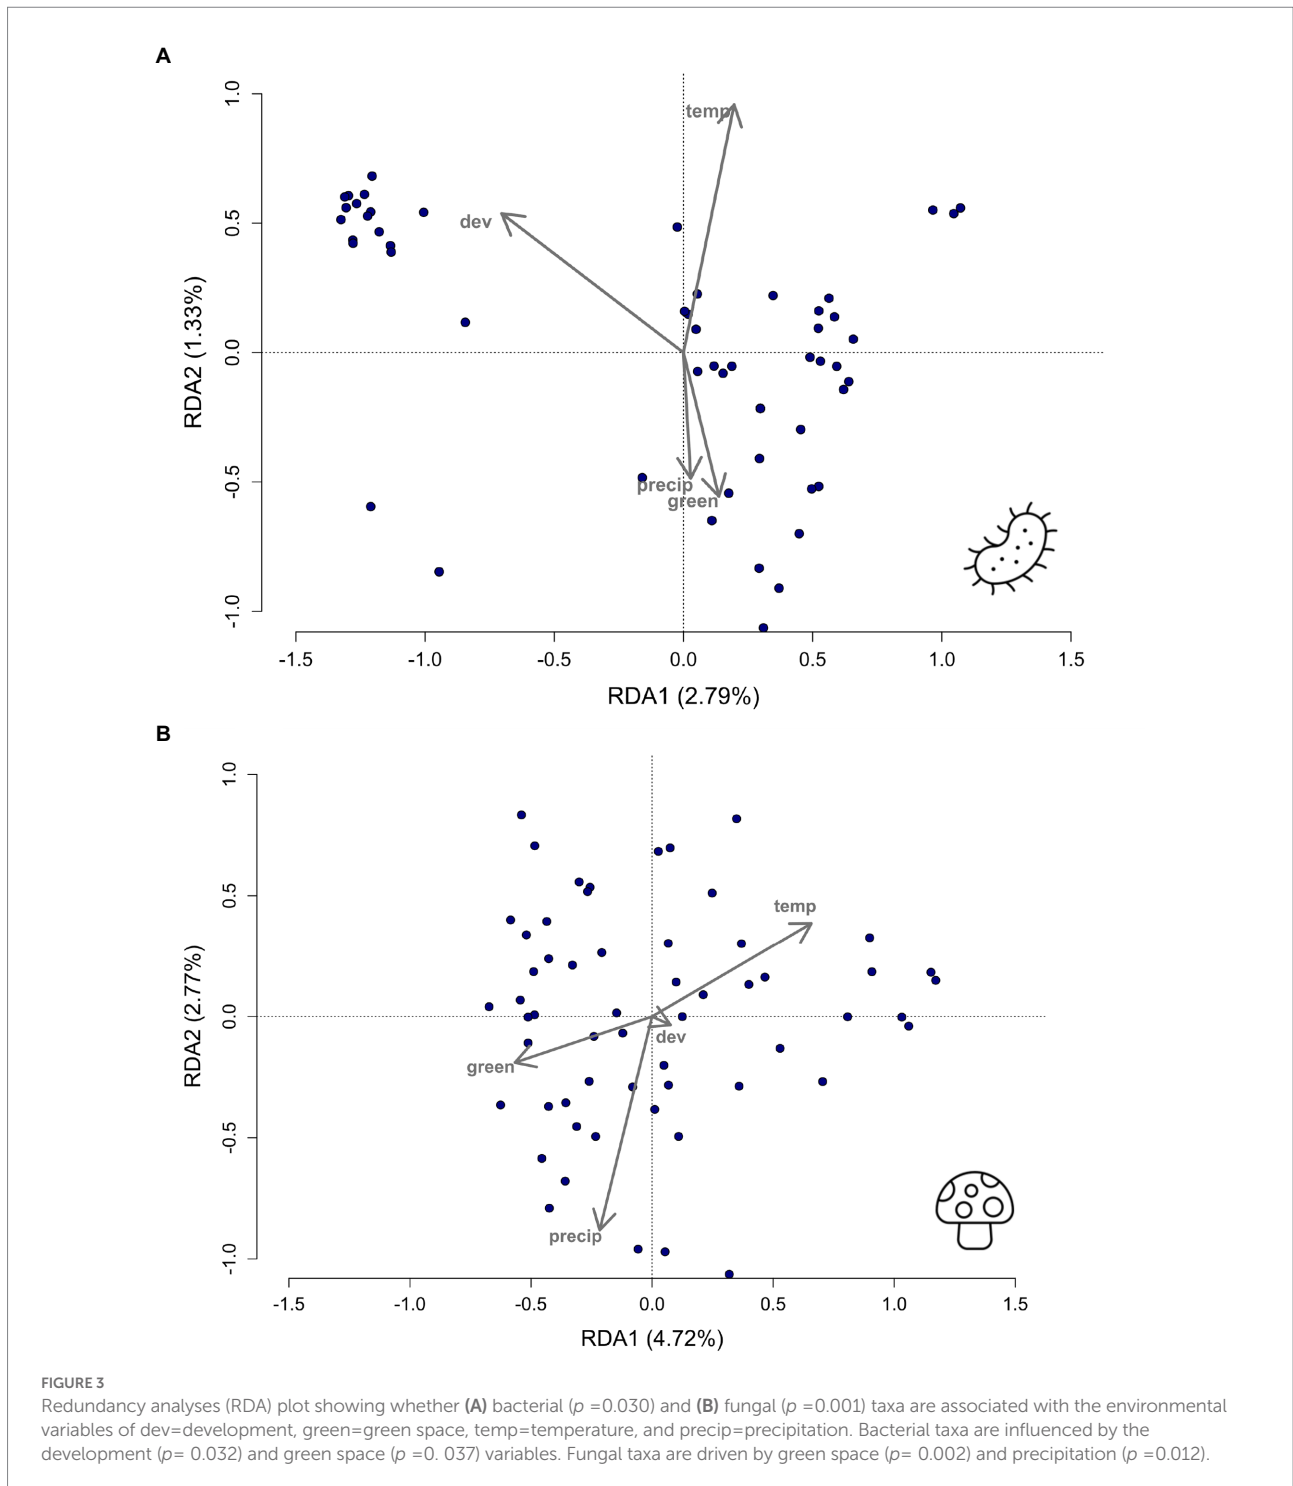 A
1.0
0.5
0.0
-0.5
-1.0
RDA2 (1.33%)
temp
dev
precip
green
-1.5 -1.0 -0.5 0.0 0.5 1.0 1.5
RDA1 (2.79%)
B
1.0
0.5
0.0
-0.5
-1.0
RDA2 (2.77%)
temp
dev
green
precip
-1.5 -1.0 -0.5 0.0 0.5 1.0 1.5
RDA1 (4.72%)
FIGURE 3
Redundancy analyses (RDA) plot showing whether (A) bacterial (p =0.030) and (B) fungal (p =0.001) taxa are associated with the environmental
variables of dev=development, green=green space, temp=temperature, and precip=precipitation. Bacterial taxa are influenced by the
development (p= 0.032) and green space (p =0. 037) variables. Fungal taxa are driven by green space (p= 0.002) and precipitation (p =0.012).